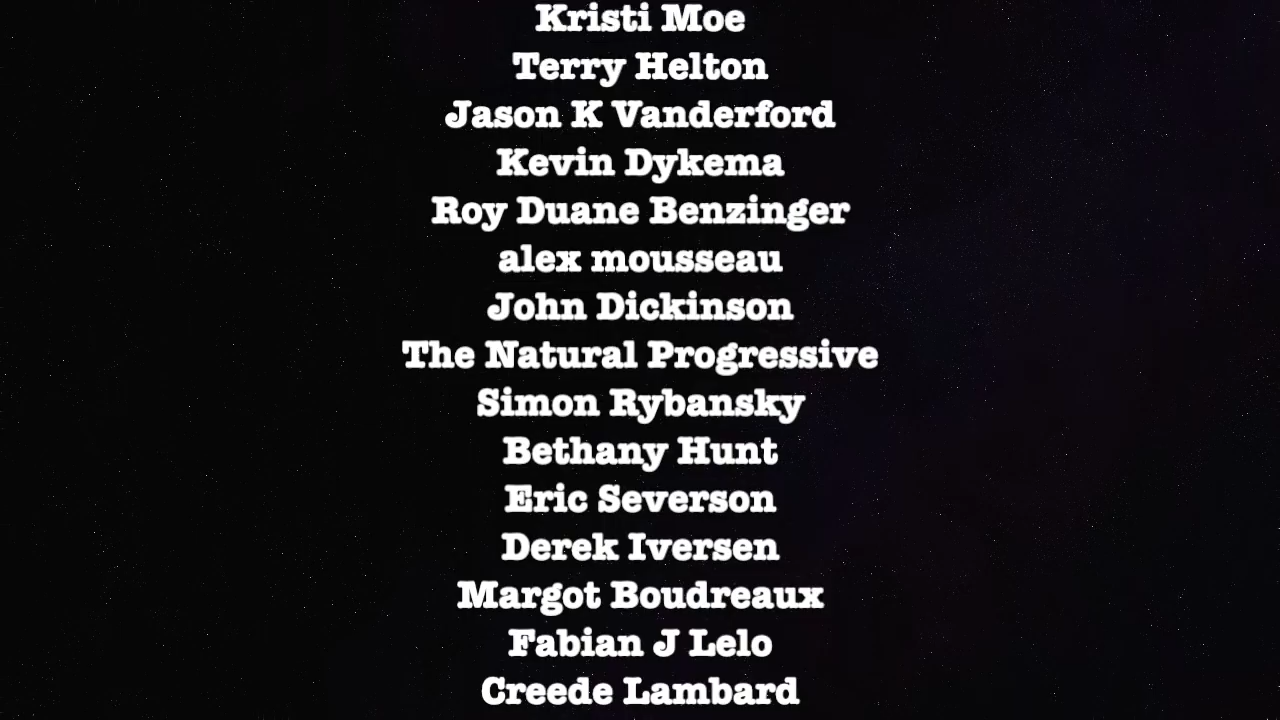 Kristi Moe
Terry Helton
Jason K Vanderford
Kevin Dykema
Roy Duane Benzinger
alex mousseau
John Dickinson
The Natural Progressive
Simon Rybansky
Bethany Hunt
Eric Severson
Derek Iversen
Margot Boudreaux
Fabian J Lelo
Creede Lambard